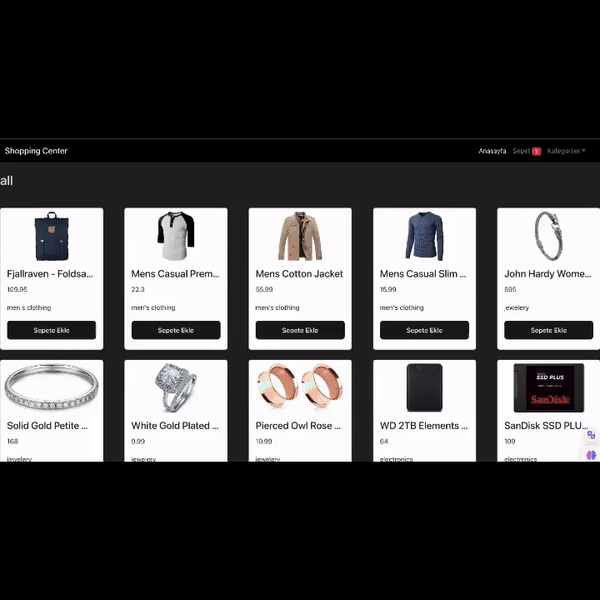 Shopping Center
Anasayfa Sepet Kategoriler
all
Fjallraven - Foldsa...
109.95
men's clothing
Sepete Ekle
Mens Casual Prem...
22.3
men's clothing
Sepete Ekle
Mens Cotton Jacket
55.99
men's clothing
Sepete Ekle
Mens Casual Slim ...
15.99
men's clothing
Sepete Ekle
John Hardy Wome...
695
jewelery
Sepete Ekle
Solid Gold Petite ...
168
jewelery
White Gold Plated ...
9.99
jewelery
Pierced Owl Rose ...
10.99
jewelery
WD 2TB Elements ...
64
electronics
SSD PLUS
SanDisk
SanDisk SSD PLU...
109
electronics